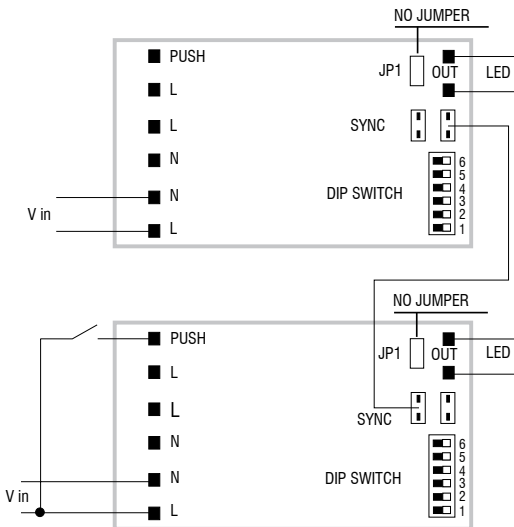 NO JUMPER
PUSH
JP1
OUT
LED
L
L
SYNC
N
DIP SWITCH
6
5
4
3
2
1
N
V in
L
NO JUMPER
PUSH
JP1
OUT
LED
L
L
SYNC
N
DIP SWITCH
6
5
4
3
2
1
N
V in
L